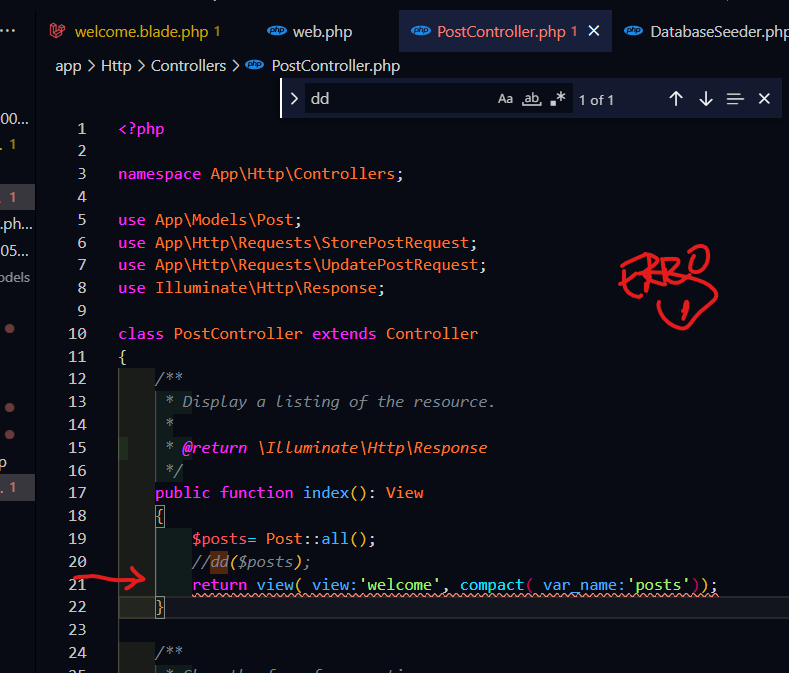 welcome.blade.php 1
php web.php
php PostController.php 1
php DatabaseSeeder.php
app > Http > Controllers > php PostController.php
> dd Aa ab .* 1 of 1
00...
. 1
1 <?php
2
3 namespace App\Http\Controllers;
. 1
4
.ph...
5 use App\Models\Post;
05...
6 use App\Http\Requests\StorePostRequest;
7 use App\Http\Requests\UpdatePostRequest;
odels
8 use Illuminate\Http\Response;
ERRO
9
10 class PostController extends Controller
11 {
12 /**
13 * Display a listing of the resource.
14 *
15 * @return \Illuminate\Http\Response
p
16 */
. 1
17 public function index(): View
18 {
19 $posts= Post::all();
20 //dd($posts);
21 return view( view:'welcome', compact( var_name:'posts'));
22 }
23
24 /**